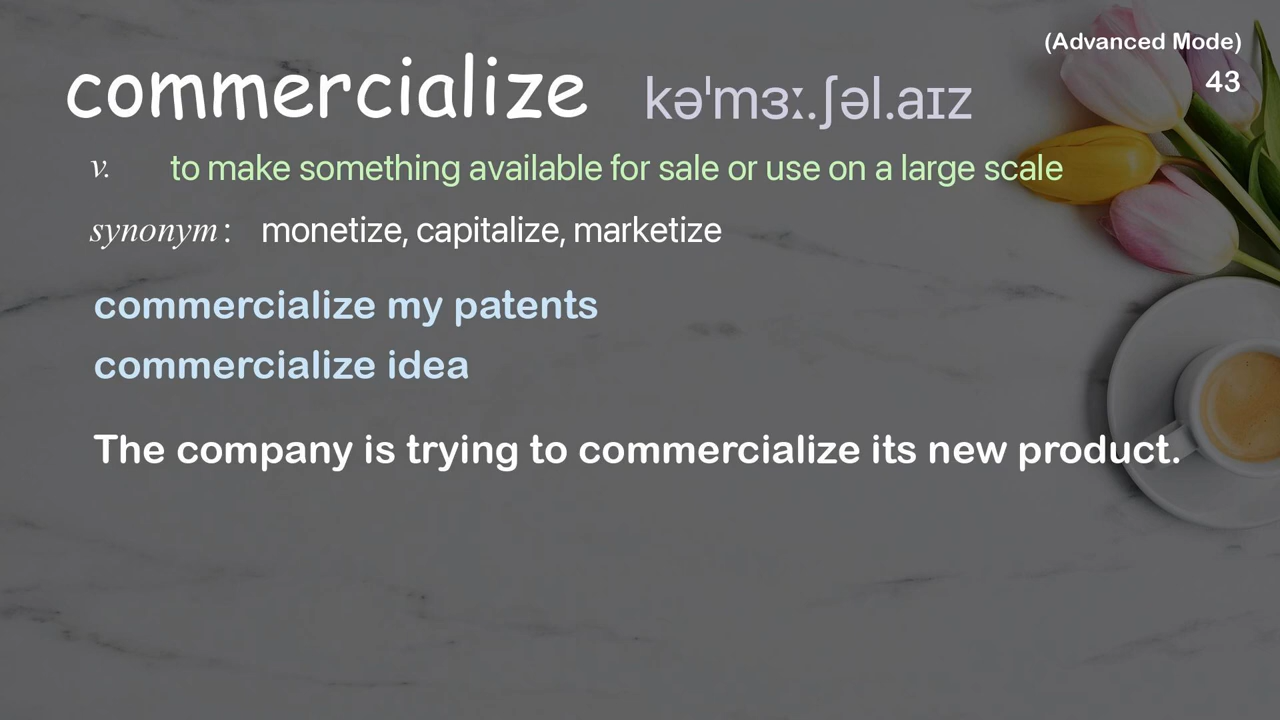 (Advanced Mode)
43
commercialize kəˈmɜː.ʃəl.aɪz
v. to make something available for sale or use on a large scale
synonym : monetize, capitalize, marketize
commercialize my patents
commercialize idea
The company is trying to commercialize its new product.